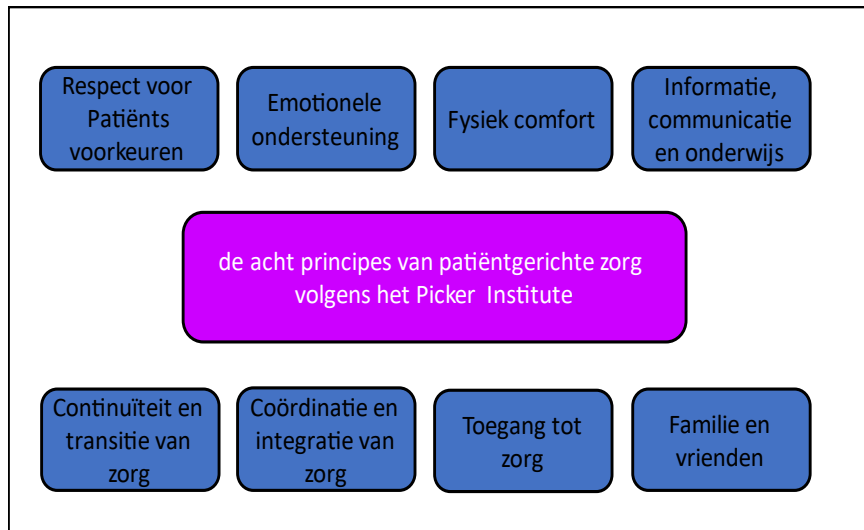 Respect voor
Patiënts
voorkeuren
Emotionele
ondersteuning
Fysiek comfort
Informatie,
communicatie
en onderwijs
de acht principes van patiëntgerichte zorg
volgens het Picker  Institute
Continuïteit en
transitie van
zorg
Coördinatie en
integratie van
zorg
Toegang tot
zorg
Familie en
vrienden